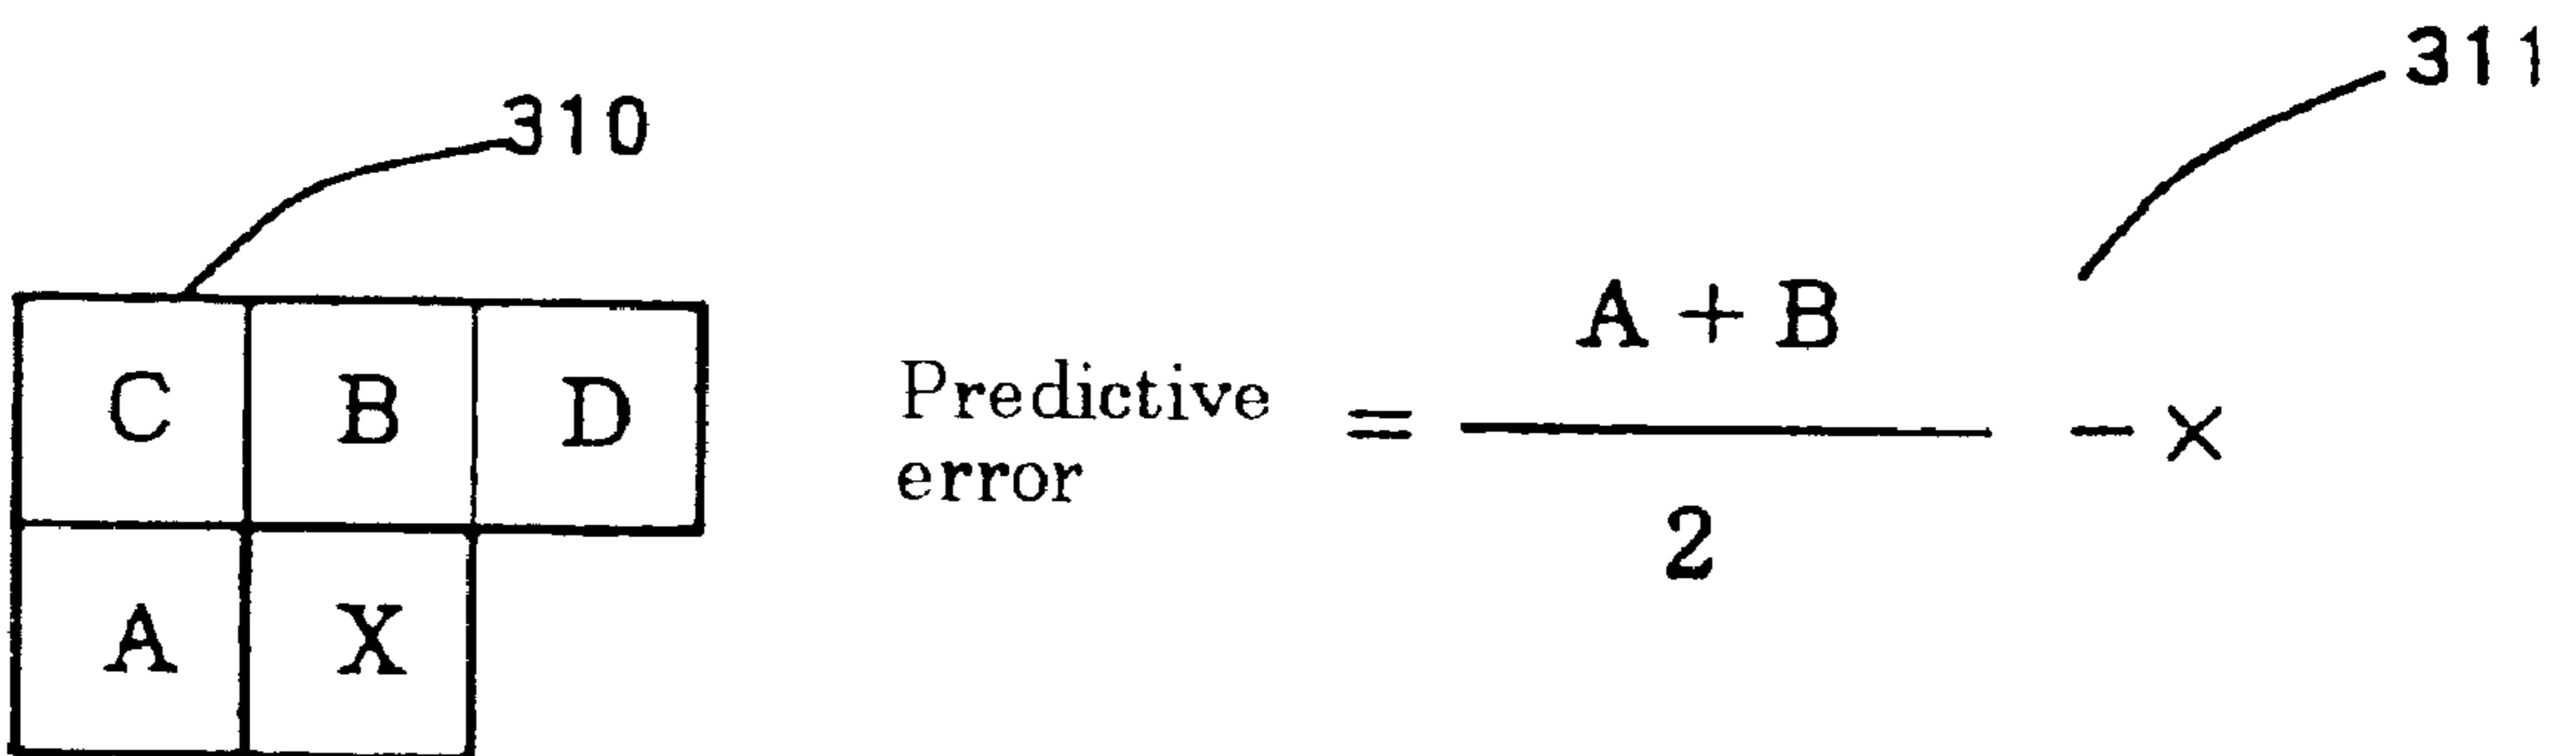 311
310
C B D
A X
Predictive
error
= A + B
2
- ×